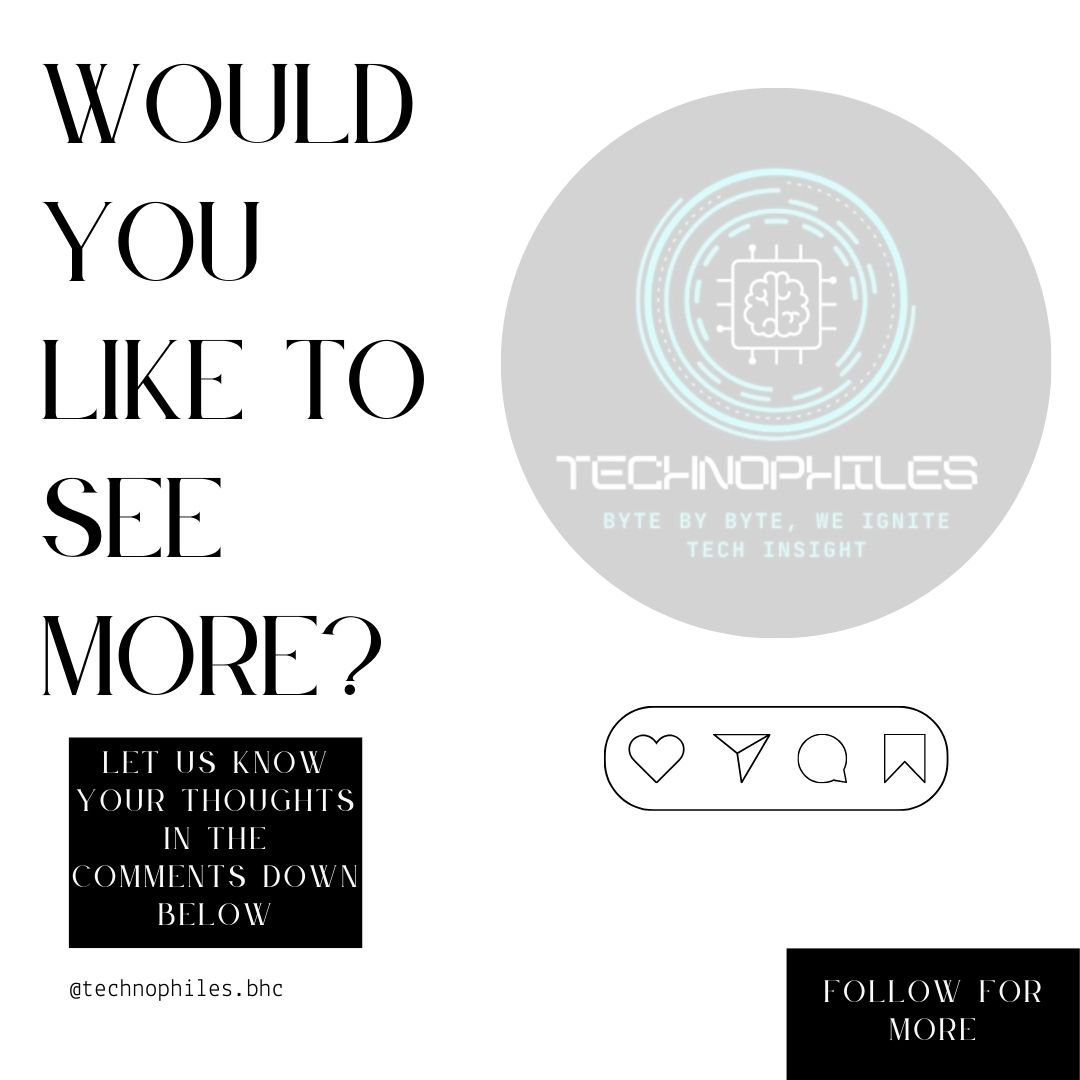 WOULD
YOU
LIKE TO
SEE
MORE?
LET US KNOW
YOUR THOUGHTS
IN THE
COMMENTS DOWN
BELOW
@technophiles.bhc
TECHNOPHILES
BYTE BY BYTE, WE IGNITE
TECH INSIGHT
FOLLOW FOR
MORE